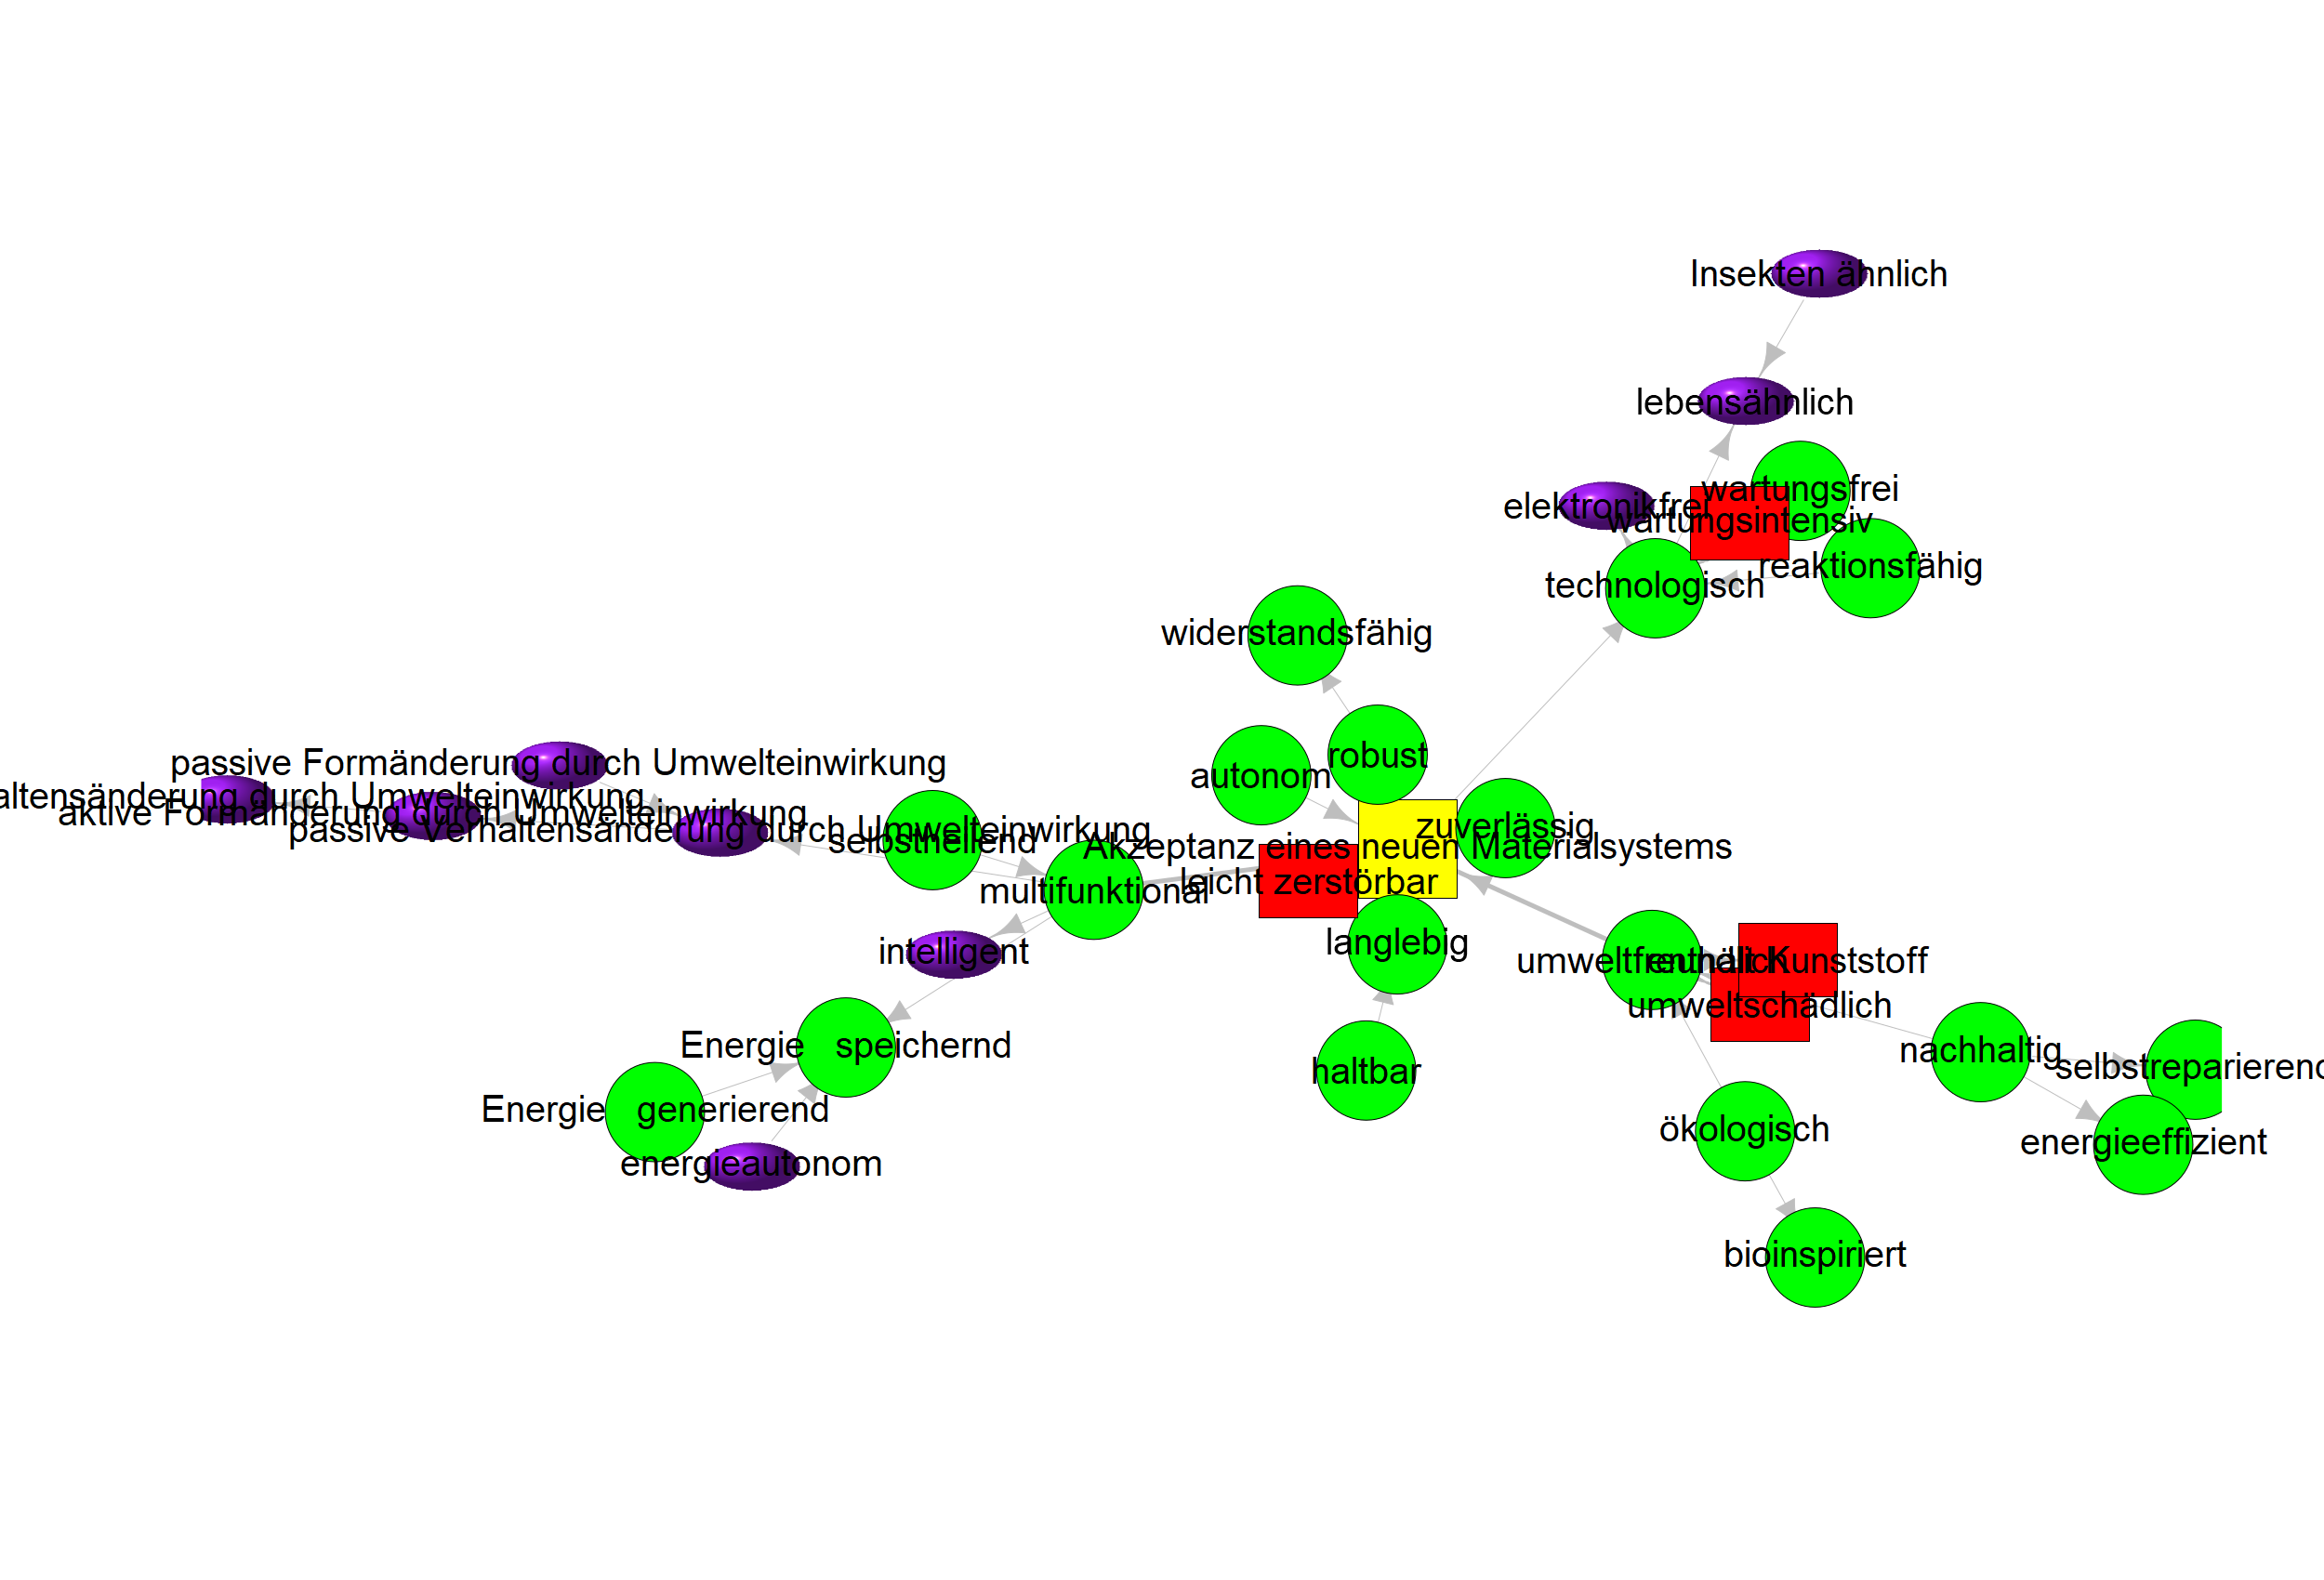 Insekten ähnlich
lebensähnlich
wartungsfrei
elektronikfrei
wartungsintensiv
reaktionsfähig
technologisch
widerstandsfähig
robust
autonom
passive Formänderung durch Umwelteinwirkung
altensänderung durch Umwelteinwirkung
aktive Formänderung durch Umwelteinwirkung
passive Verhaltensänderung durch Umwelteinwirkung
zuverlässig
selbstheilend
Akzeptanz eines neuen Materialsystems
leicht zerstörbar
multifunktional
langlebig
intelligent
umweltfreundlich
enthält Kunststoff
umweltschädlich
Energie speichernd
nachhaltig
selbstreparierend
haltbar
Energie generierend
ökologisch
energieeffizient
energieautonom
bioinspiriert